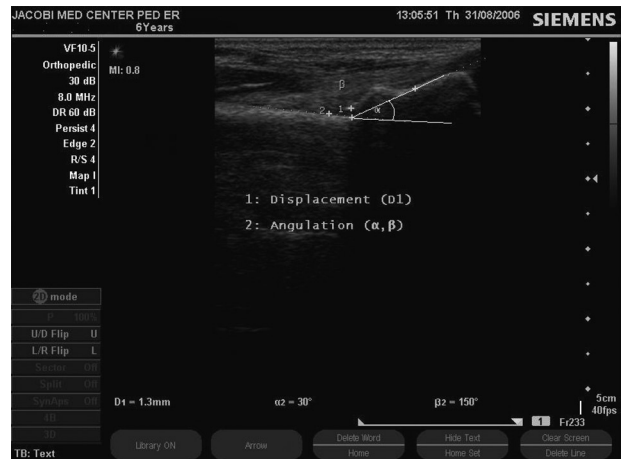 JACOBI MED CENTER PED ER 13:05:51 Th 31/08/2006 SIEMENS
6Years
VF10-5
Orthopedic
30 dB
MI: 0.8
8.0 MHz
DR 60 dB
Persist 4
Edge 2
R/S 4
Map I
Tint 1
β
2 1 α
1: Displacement (D1)
2: Angulation (α,β)
2D mode
P 100%
U/D Flip U
L/R Flip L
Sector Off
Split Off
SynAps Off
4B
3D
D1 = 1.3mm α2 = 30° β2 = 150°
5cm
40fps
1 Fr233
Library ON Arrow Delete Word Hide Text Clear Screen
Home Home Set Delete Line
TB: Text